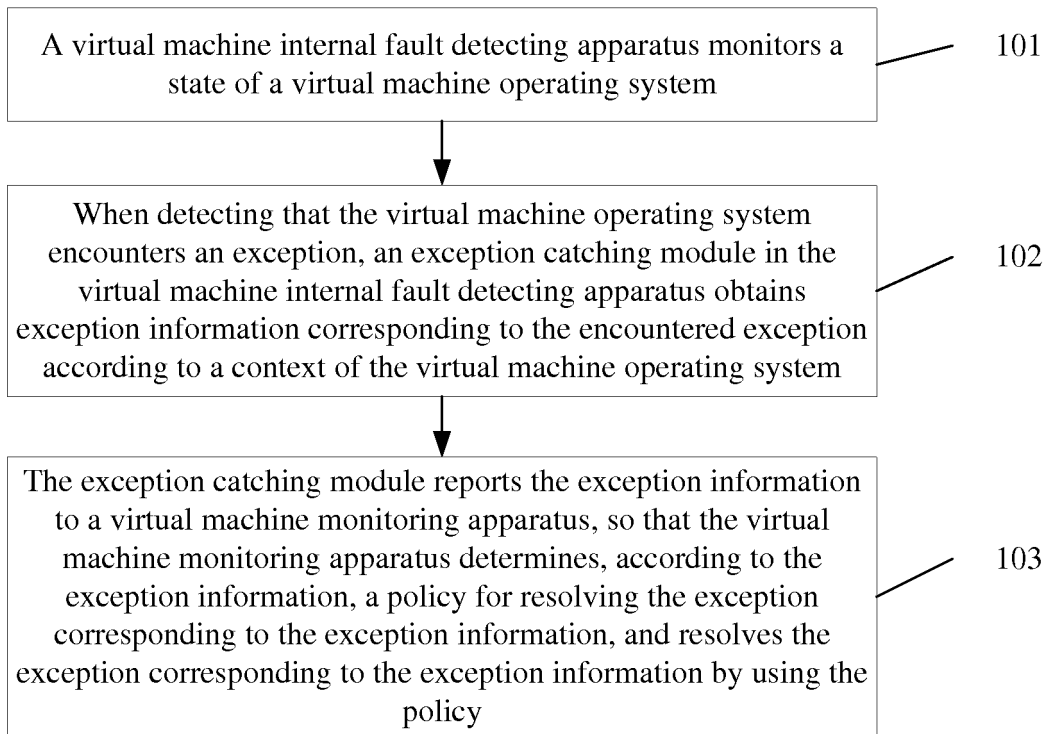 A virtual machine internal fault detecting apparatus monitors a
state of a virtual machine operating system
101
When detecting that the virtual machine operating system
encounters an exception, an exception catching module in the
virtual machine internal fault detecting apparatus obtains
exception information corresponding to the encountered exception
according to a context of the virtual machine operating system
102
The exception catching module reports the exception information
to a virtual machine monitoring apparatus, so that the virtual
machine monitoring apparatus determines, according to the
exception information, a policy for resolving the exception
corresponding to the exception information, and resolves the
exception corresponding to the exception information by using the
policy
103